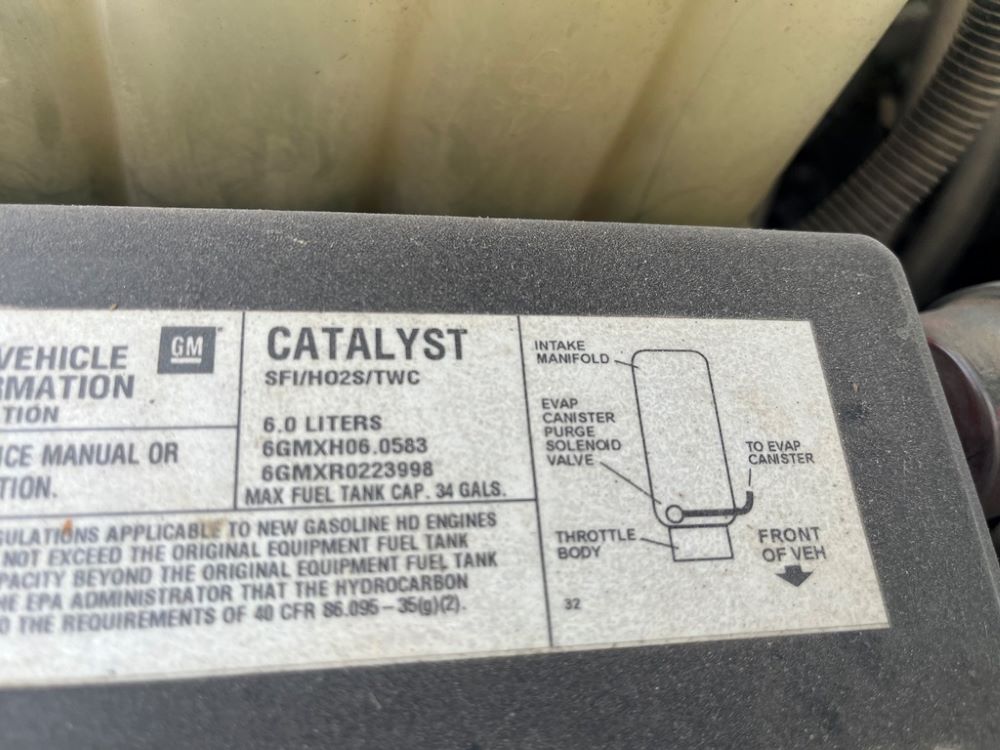 VEHICLE
RMATION
TION
GM
ICE MANUAL OR
TION.
CATALYST
SFI/HO2S/TWC
6.0 LITERS
6GMXH06.0583
6GMXR0223998
MAX FUEL TANK CAP. 34 GALS.
GULATIONS APPLICABLE TO NEW GASOLINE HD ENGINES
NOT EXCEED THE ORIGINAL EQUIPMENT FUEL TANK
PACITY BEYOND THE ORIGINAL EQUIPMENT FUEL TANK
HE EPA ADMINISTRATOR THAT THE HYDROCARBON
O THE REQUIREMENTS OF 40 CFR 86.095-35(g)(2).
INTAKE
MANIFOLD
EVAP
CANISTER
PURGE
SOLENOID
VALVE
TO EVAP
CANISTER
THROTTLE
BODY
FRONT
OF VEH
32